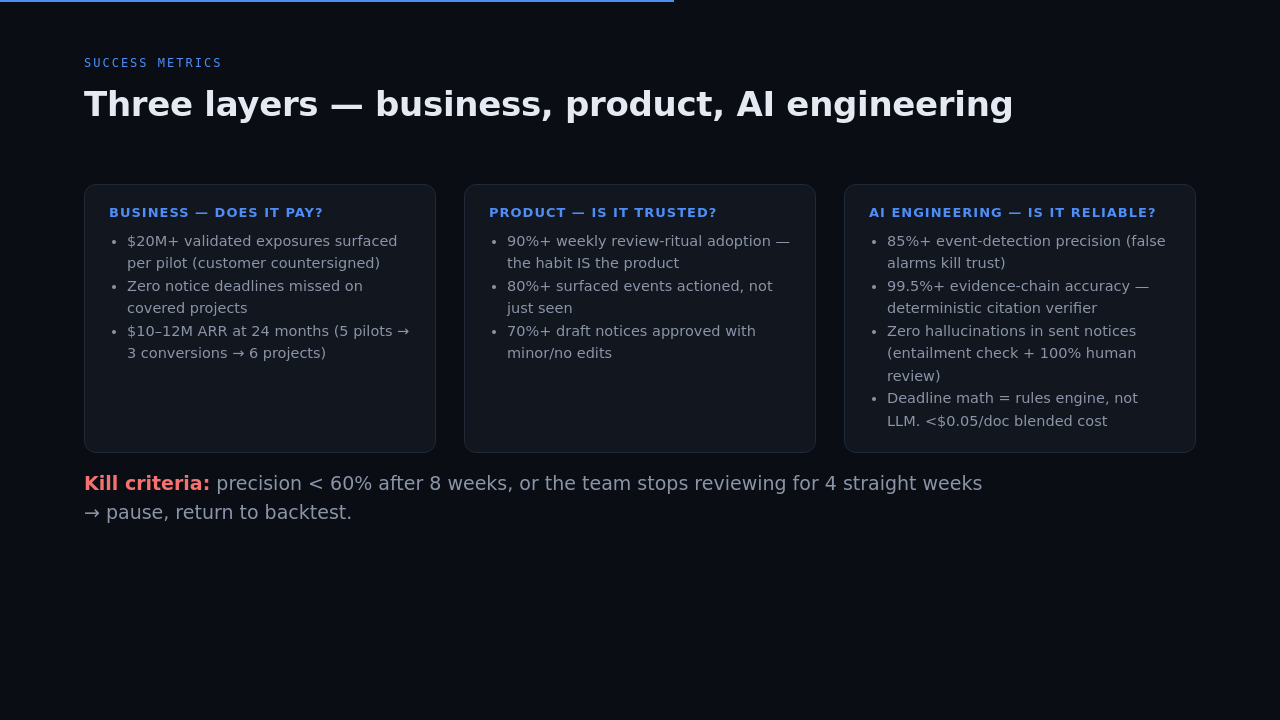 SUCCESS METRICS
Three layers — business, product, AI engineering
BUSINESS — DOES IT PAY?
• $20M+ validated exposures surfaced
per pilot (customer countersigned)
• Zero notice deadlines missed on
covered projects
• $10–12M ARR at 24 months (5 pilots →
3 conversions → 6 projects)
PRODUCT — IS IT TRUSTED?
• 90%+ weekly review-ritual adoption —
the habit IS the product
• 80%+ surfaced events actioned, not
just seen
• 70%+ draft notices approved with
minor/no edits
AI ENGINEERING — IS IT RELIABLE?
• 85%+ event-detection precision (false
alarms kill trust)
• 99.5%+ evidence-chain accuracy —
deterministic citation verifier
• Zero hallucinations in sent notices
(entailment check + 100% human
review)
• Deadline math = rules engine, not
LLM. <$0.05/doc blended cost
Kill criteria: precision < 60% after 8 weeks, or the team stops reviewing for 4 straight weeks
→ pause, return to backtest.